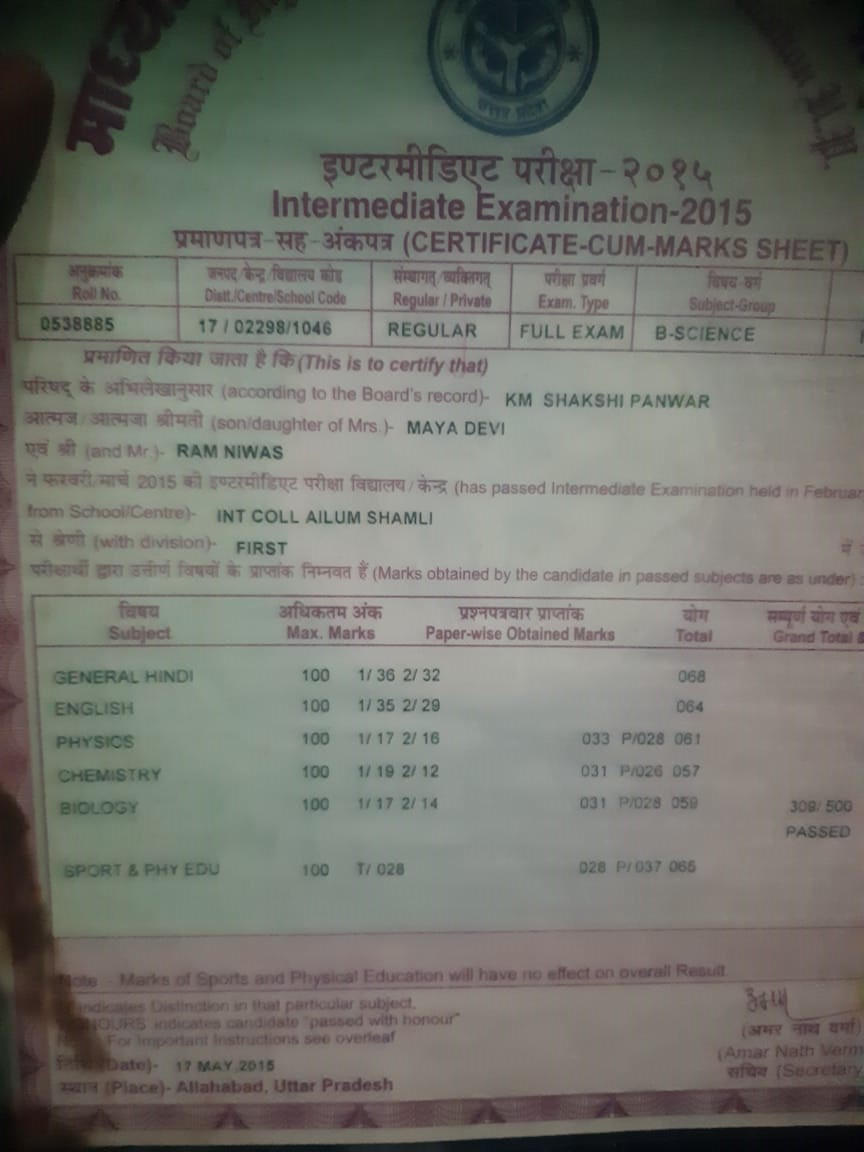 माध्य
Board of Hi
U.P.
उत्तर प्रदेश
इण्टरमीडिएट परीक्षा-२०१५
Intermediate Examination-2015
प्रमाणपत्र-सह-अंकपत्र (CERTIFICATE-CUM-MARKS SHEET)
अनुक्रमांक जनपद/केन्द्र/विद्यालय कोड संस्थागत/व्यक्तिगत परीक्षा प्रवर्ग विषय-वर्ग
Roll No. Distt./Centre/School Code Regular / Private Exam. Type Subject-Group
0538885 17 / 02298/1046 REGULAR FULL EXAM B-SCIENCE
प्रमाणित किया जाता है कि (This is to certify that)
परिषद् के अभिलेखानुसार (according to the Board's record)- KM SHAKSHI PANWAR
आत्मज/आत्मजा श्रीमती (son/daughter of Mrs.)- MAYA DEVI
एवं श्री (and Mr.)- RAM NIWAS
ने फरवरी/मार्च 2015 की इण्टरमीडिएट परीक्षा विद्यालय/केन्द्र (has passed Intermediate Examination held in Februar
from School/Centre)- INT COLL AILUM SHAMLI
से श्रेणी (with division)- FIRST में
परीक्षार्थी द्वारा उत्तीर्ण विषयों के प्राप्तांक निम्नवत हैं (Marks obtained by the candidate in passed subjects are as under) :
विषय अधिकतम अंक प्रश्नपत्रवार प्राप्तांक योग सम्पूर्ण योग एवं
Subject Max. Marks Paper-wise Obtained Marks Total Grand Total &
GENERAL HINDI 100 1/ 36 2/ 32 068
ENGLISH 100 1/ 35 2/ 29 064
PHYSICS 100 1/ 17 2/ 16 033 P/028 061
CHEMISTRY 100 1/ 19 2/ 12 031 P/026 057
BIOLOGY 100 1/ 17 2/ 14 031 P/028 059 309/ 500
PASSED
SPORT & PHY EDU 100 T/ 028 028 P/ 037 065
Note - Marks of Sports and Physical Education will have no effect on overall Result.
indicates Distinction in that particular subject.
HONOURS indicates candidate "passed with honour"
For Important Instructions see overleaf
(अमर नाथ वर्मा)
तिथि (Date)- 17 MAY,2015
(Amar Nath Verm
स्थान (Place)- Allahabad, Uttar Pradesh
सचिव (Secretary